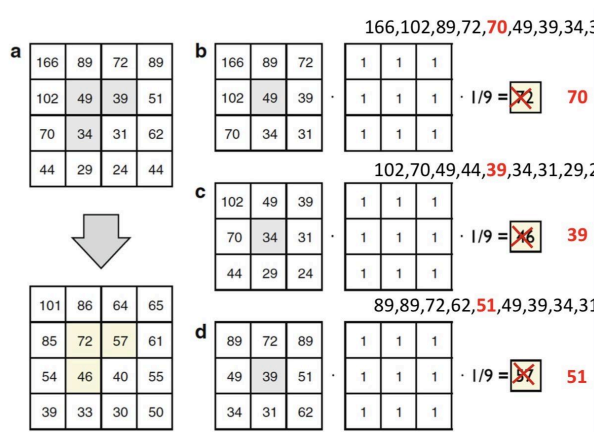 166,102,89,72,70,49,39,34,3
a
166 89 72 89
102 49 39 51
70 34 31 62
44 29 24 44
b
166 89 72
102 49 39
70 34 31
·
1 1 1
1 1 1
1 1 1
· 1/9 = 72 70
102,70,49,44,39,34,31,29,2
c
102 49 39
70 34 31
44 29 24
·
1 1 1
1 1 1
1 1 1
· 1/9 = 46 39
101 86 64 65
85 72 57 61
54 46 40 55
39 33 30 50
89,89,72,62,51,49,39,34,31
d
89 72 89
49 39 51
34 31 62
·
1 1 1
1 1 1
1 1 1
· 1/9 = 57 51